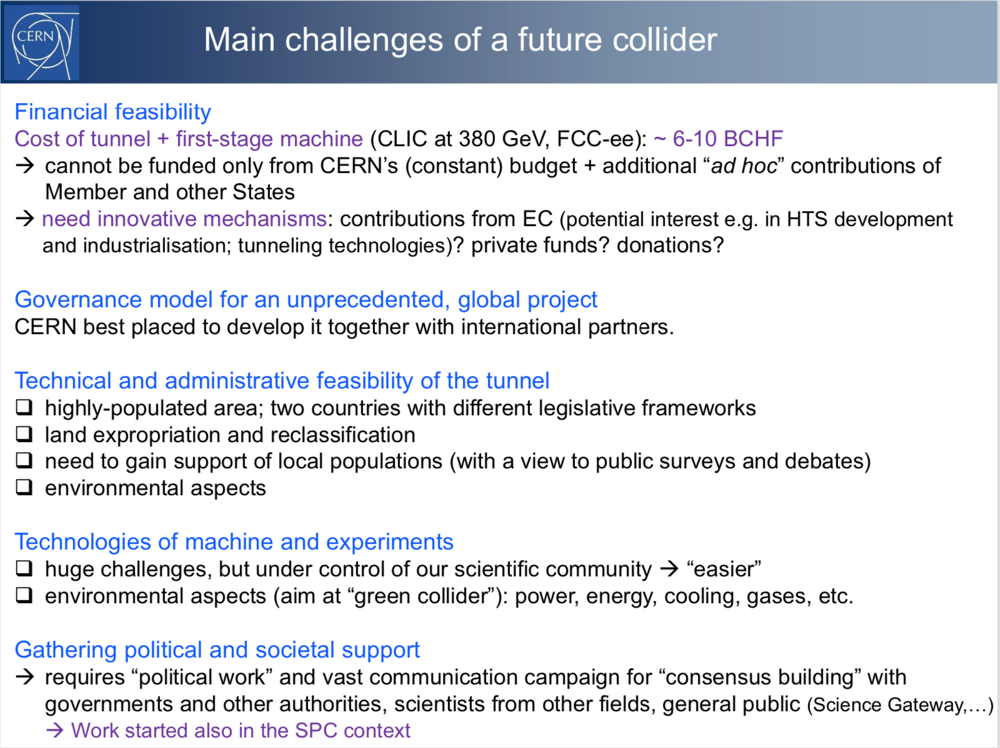 CERN
Main challenges of a future collider
Financial feasibility
Cost of tunnel + first-stage machine (CLIC at 380 GeV, FCC-ee): ~ 6-10 BCHF
→ cannot be funded only from CERN’s (constant) budget + additional “ad hoc” contributions of
Member and other States
→ need innovative mechanisms: contributions from EC (potential interest e.g. in HTS development
and industrialisation; tunneling technologies)? private funds? donations?
Governance model for an unprecedented, global project
CERN best placed to develop it together with international partners.
Technical and administrative feasibility of the tunnel
❑ highly-populated area; two countries with different legislative frameworks
❑ land expropriation and reclassification
❑ need to gain support of local populations (with a view to public surveys and debates)
❑ environmental aspects
Technologies of machine and experiments
❑ huge challenges, but under control of our scientific community → “easier”
❑ environmental aspects (aim at “green collider”): power, energy, cooling, gases, etc.
Gathering political and societal support
→ requires “political work” and vast communication campaign for “consensus building” with
governments and other authorities, scientists from other fields, general public (Science Gateway,…)
→ Work started also in the SPC context